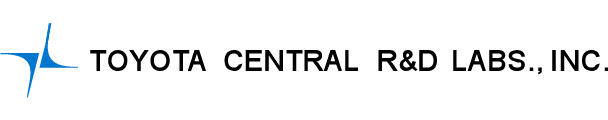 TOYOTA CENTRAL R&D LABS., INC.